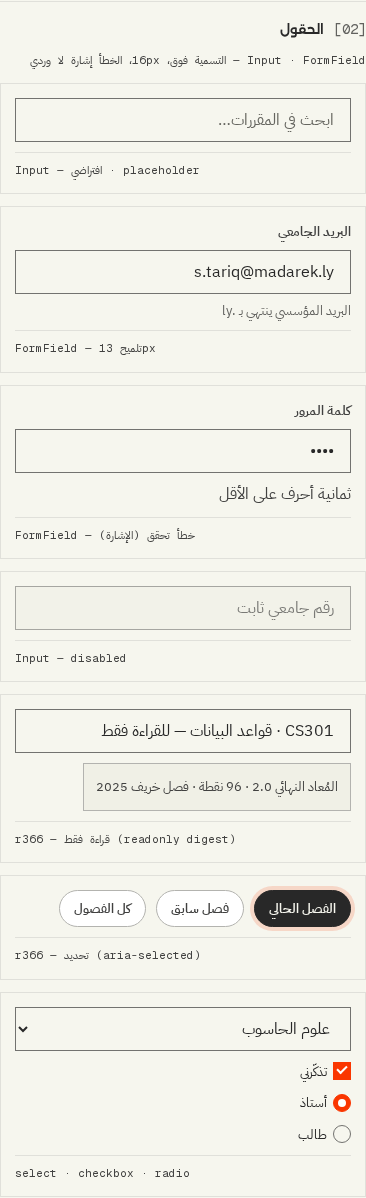 [02] الحقول
Input · FormField — التسمية فوق، 16px، الخطأ إشارة لا وردي
ابحث في المقررات...
Input — افتراضي · placeholder
البريد الجامعي
s.tariq@madarek.ly
البريد المؤسسي ينتهي بـ .ly
FormField — تلميح 13px
كلمة المرور
••••
ثمانية أحرف على الأقل
FormField — خطأ تحقق (الإشارة)
رقم جامعي ثابت
Input — disabled
CS301 · قواعد البيانات — للقراءة فقط
المُعاد النهائي 2.0 · 96 نقطة · فصل خريف 2025
r366 — قراءة فقط (readonly digest)
الفصل الحالي
فصل سابق
كل الفصول
r366 — تحديد (aria-selected)
علوم الحاسوب
تذكّرني
أستاذ
طالب
select · checkbox · radio